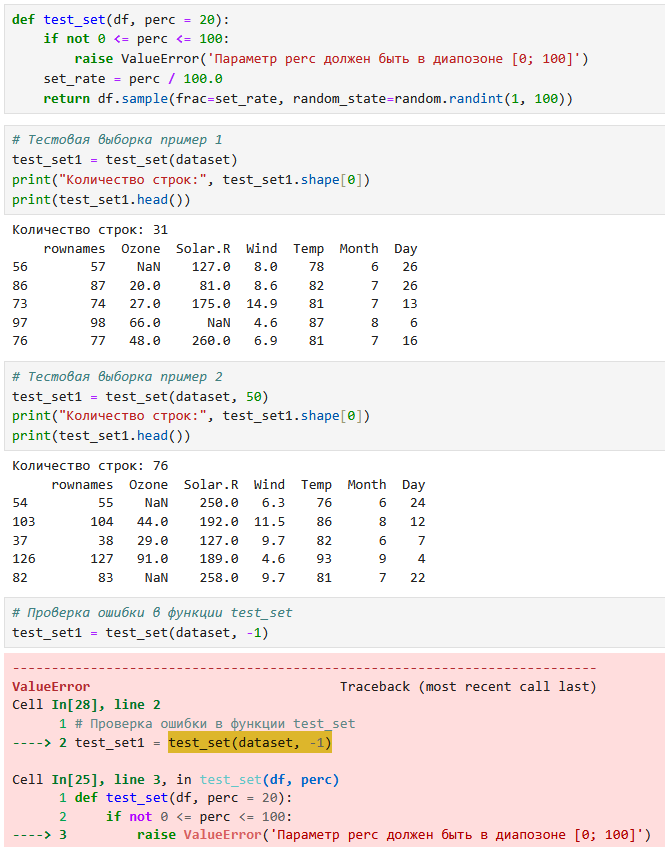 def test_set(df, perc = 20):
    if not 0 <= perc <= 100:
        raise ValueError('Параметр perc должен быть в диапозоне [0; 100]')
    set_rate = perc / 100.0
    return df.sample(frac=set_rate, random_state=random.randint(1, 100))
# Тестовая выборка пример 1
test_set1 = test_set(dataset)
print("Количество строк:", test_set1.shape[0])
print(test_set1.head())
Количество строк: 31
    rownames  Ozone  Solar.R  Wind  Temp  Month  Day
56        57    NaN    127.0   8.0    78      6   26
86        87   20.0     81.0   8.6    82      7   26
73        74   27.0    175.0  14.9    81      7   13
97        98   66.0      NaN   4.6    87      8    6
76        77   48.0    260.0   6.9    81      7   16
# Тестовая выборка пример 2
test_set1 = test_set(dataset, 50)
print("Количество строк:", test_set1.shape[0])
print(test_set1.head())
Количество строк: 76
     rownames  Ozone  Solar.R  Wind  Temp  Month  Day
54         55    NaN    250.0   6.3    76      6   24
103       104   44.0    192.0  11.5    86      8   12
37         38   29.0    127.0   9.7    82      6    7
126       127   91.0    189.0   4.6    93      9    4
82         83    NaN    258.0   9.7    81      7   22
# Проверка ошибки в функции test_set
test_set1 = test_set(dataset, -1)
---------------------------------------------------------------------------
ValueError                                Traceback (most recent call last)
Cell In[28], line 2
      1 # Проверка ошибки в функции test_set
----> 2 test_set1 = test_set(dataset, -1)
Cell In[25], line 3, in test_set(df, perc)
      1 def test_set(df, perc = 20):
      2     if not 0 <= perc <= 100:
----> 3         raise ValueError('Параметр perc должен быть в диапозоне [0; 100]')